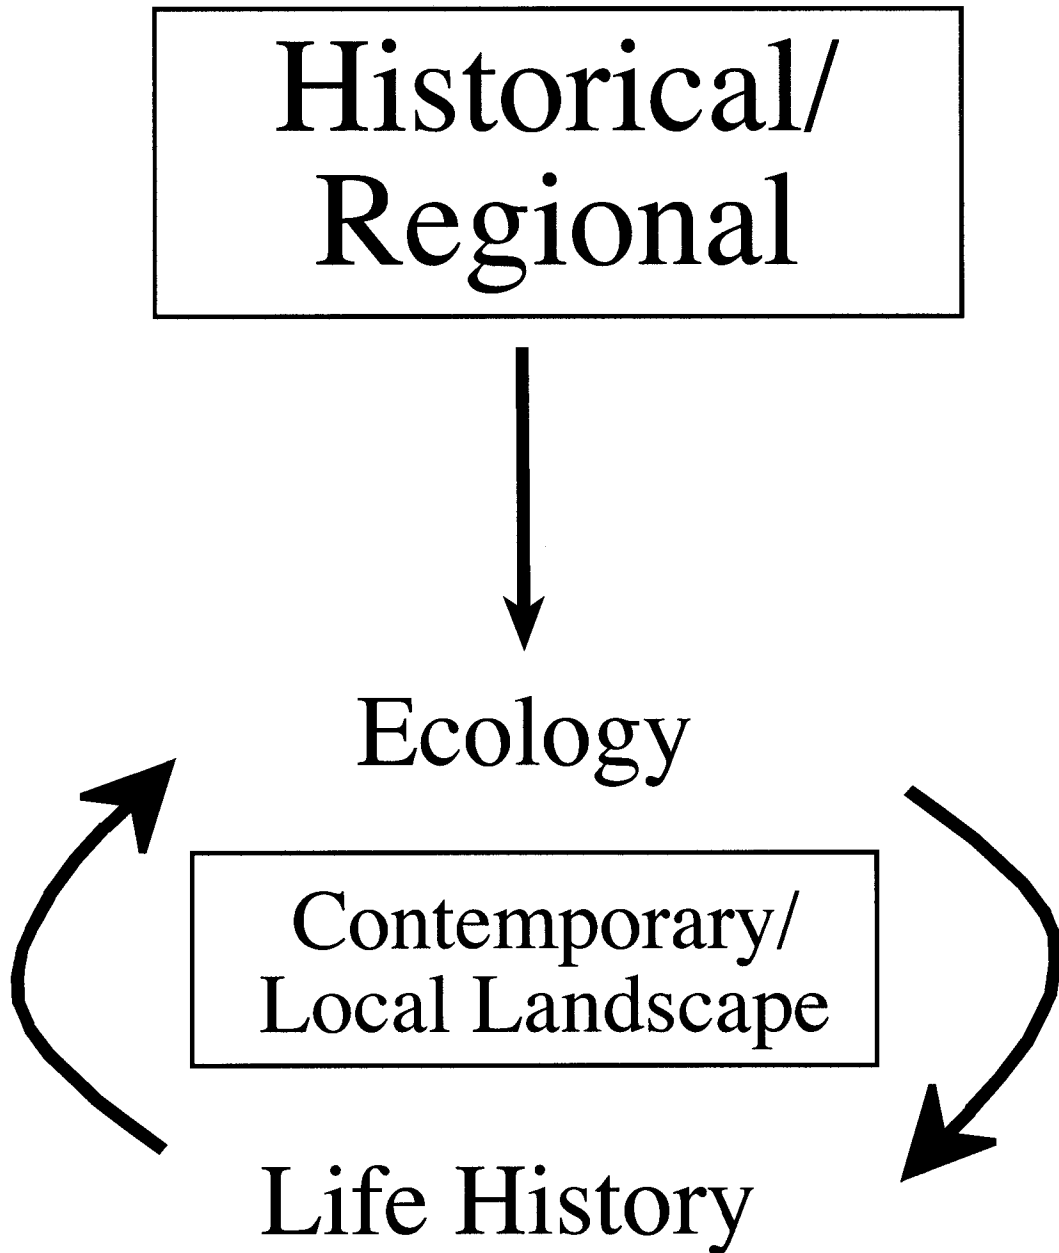 Historical/
Regional
Ecology
Contemporary/
Local Landscape
Life History